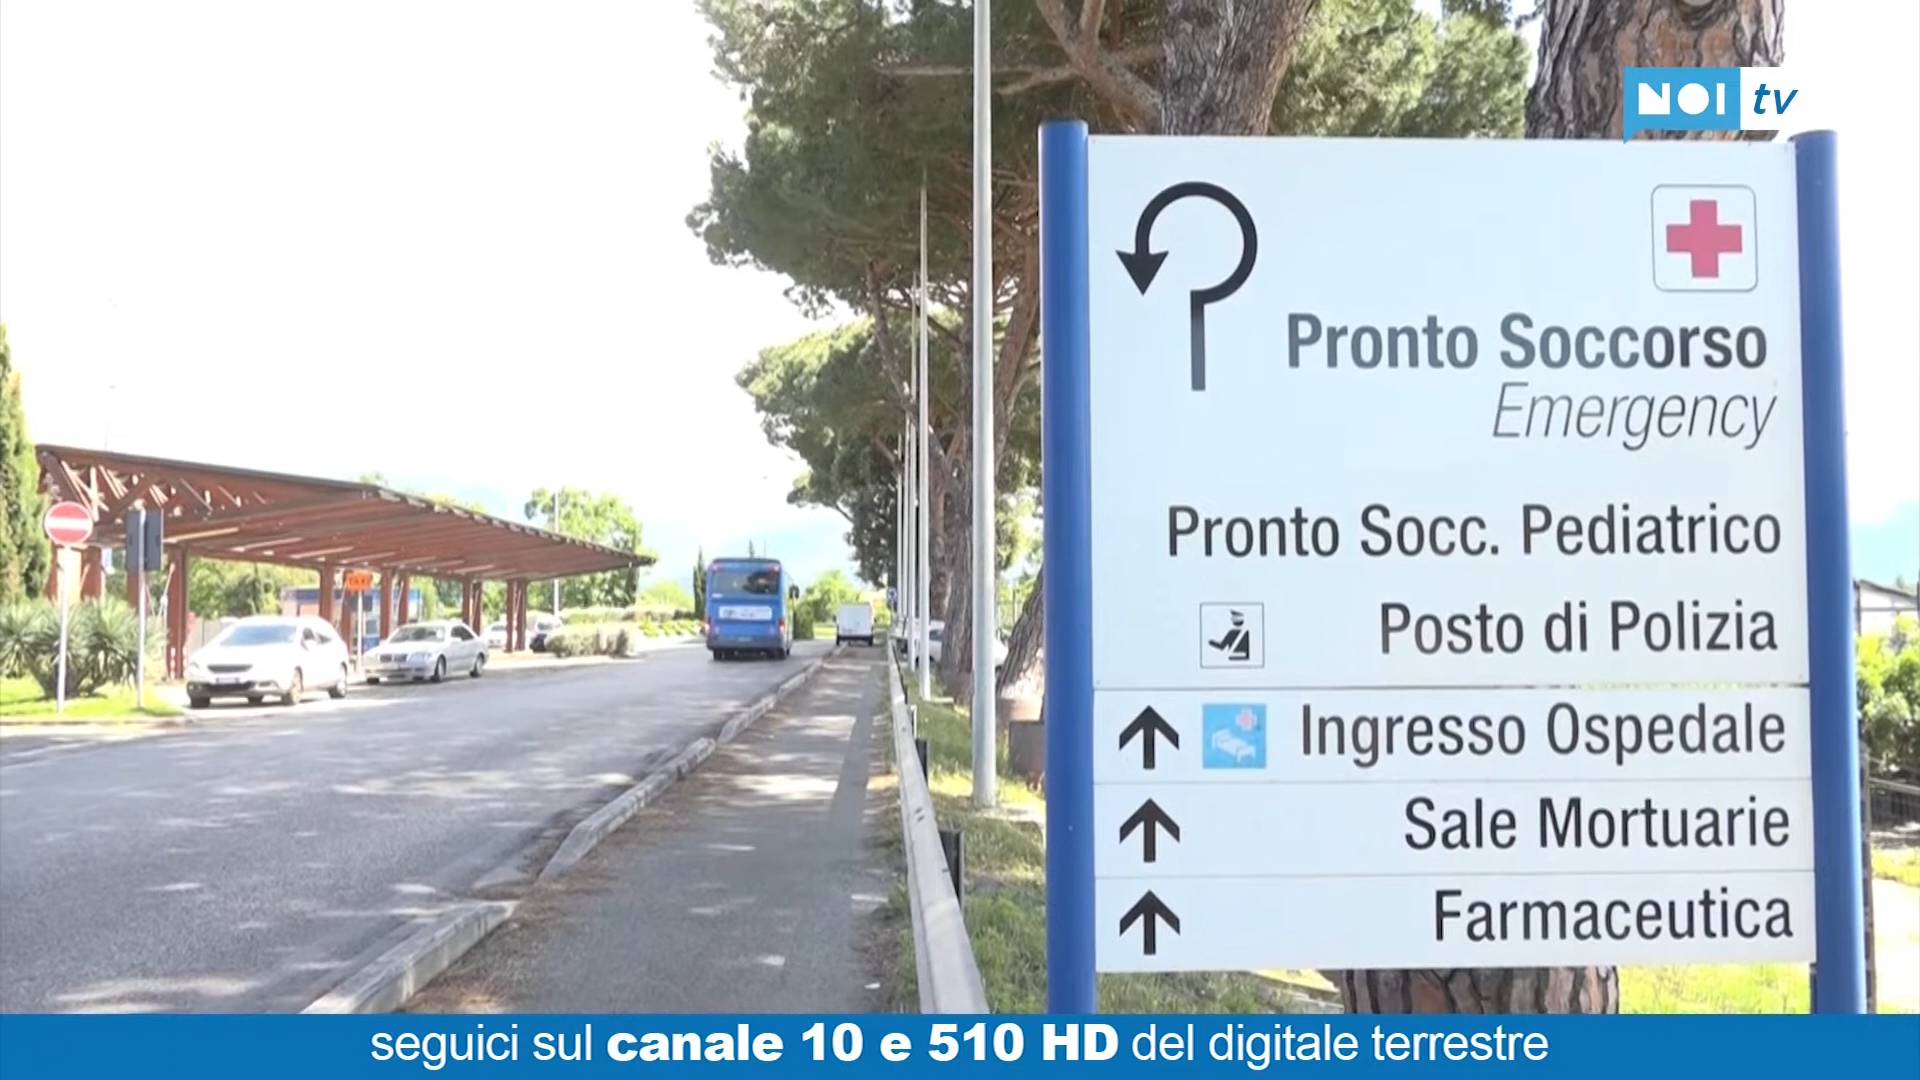 NOI tv
Pronto Soccorso
Emergency
Pronto Socc. Pediatrico
Posto di Polizia
Ingresso Ospedale
Sale Mortuarie
Farmaceutica
TAXI
seguici sul canale 10 e 510 HD del digitale terrestre